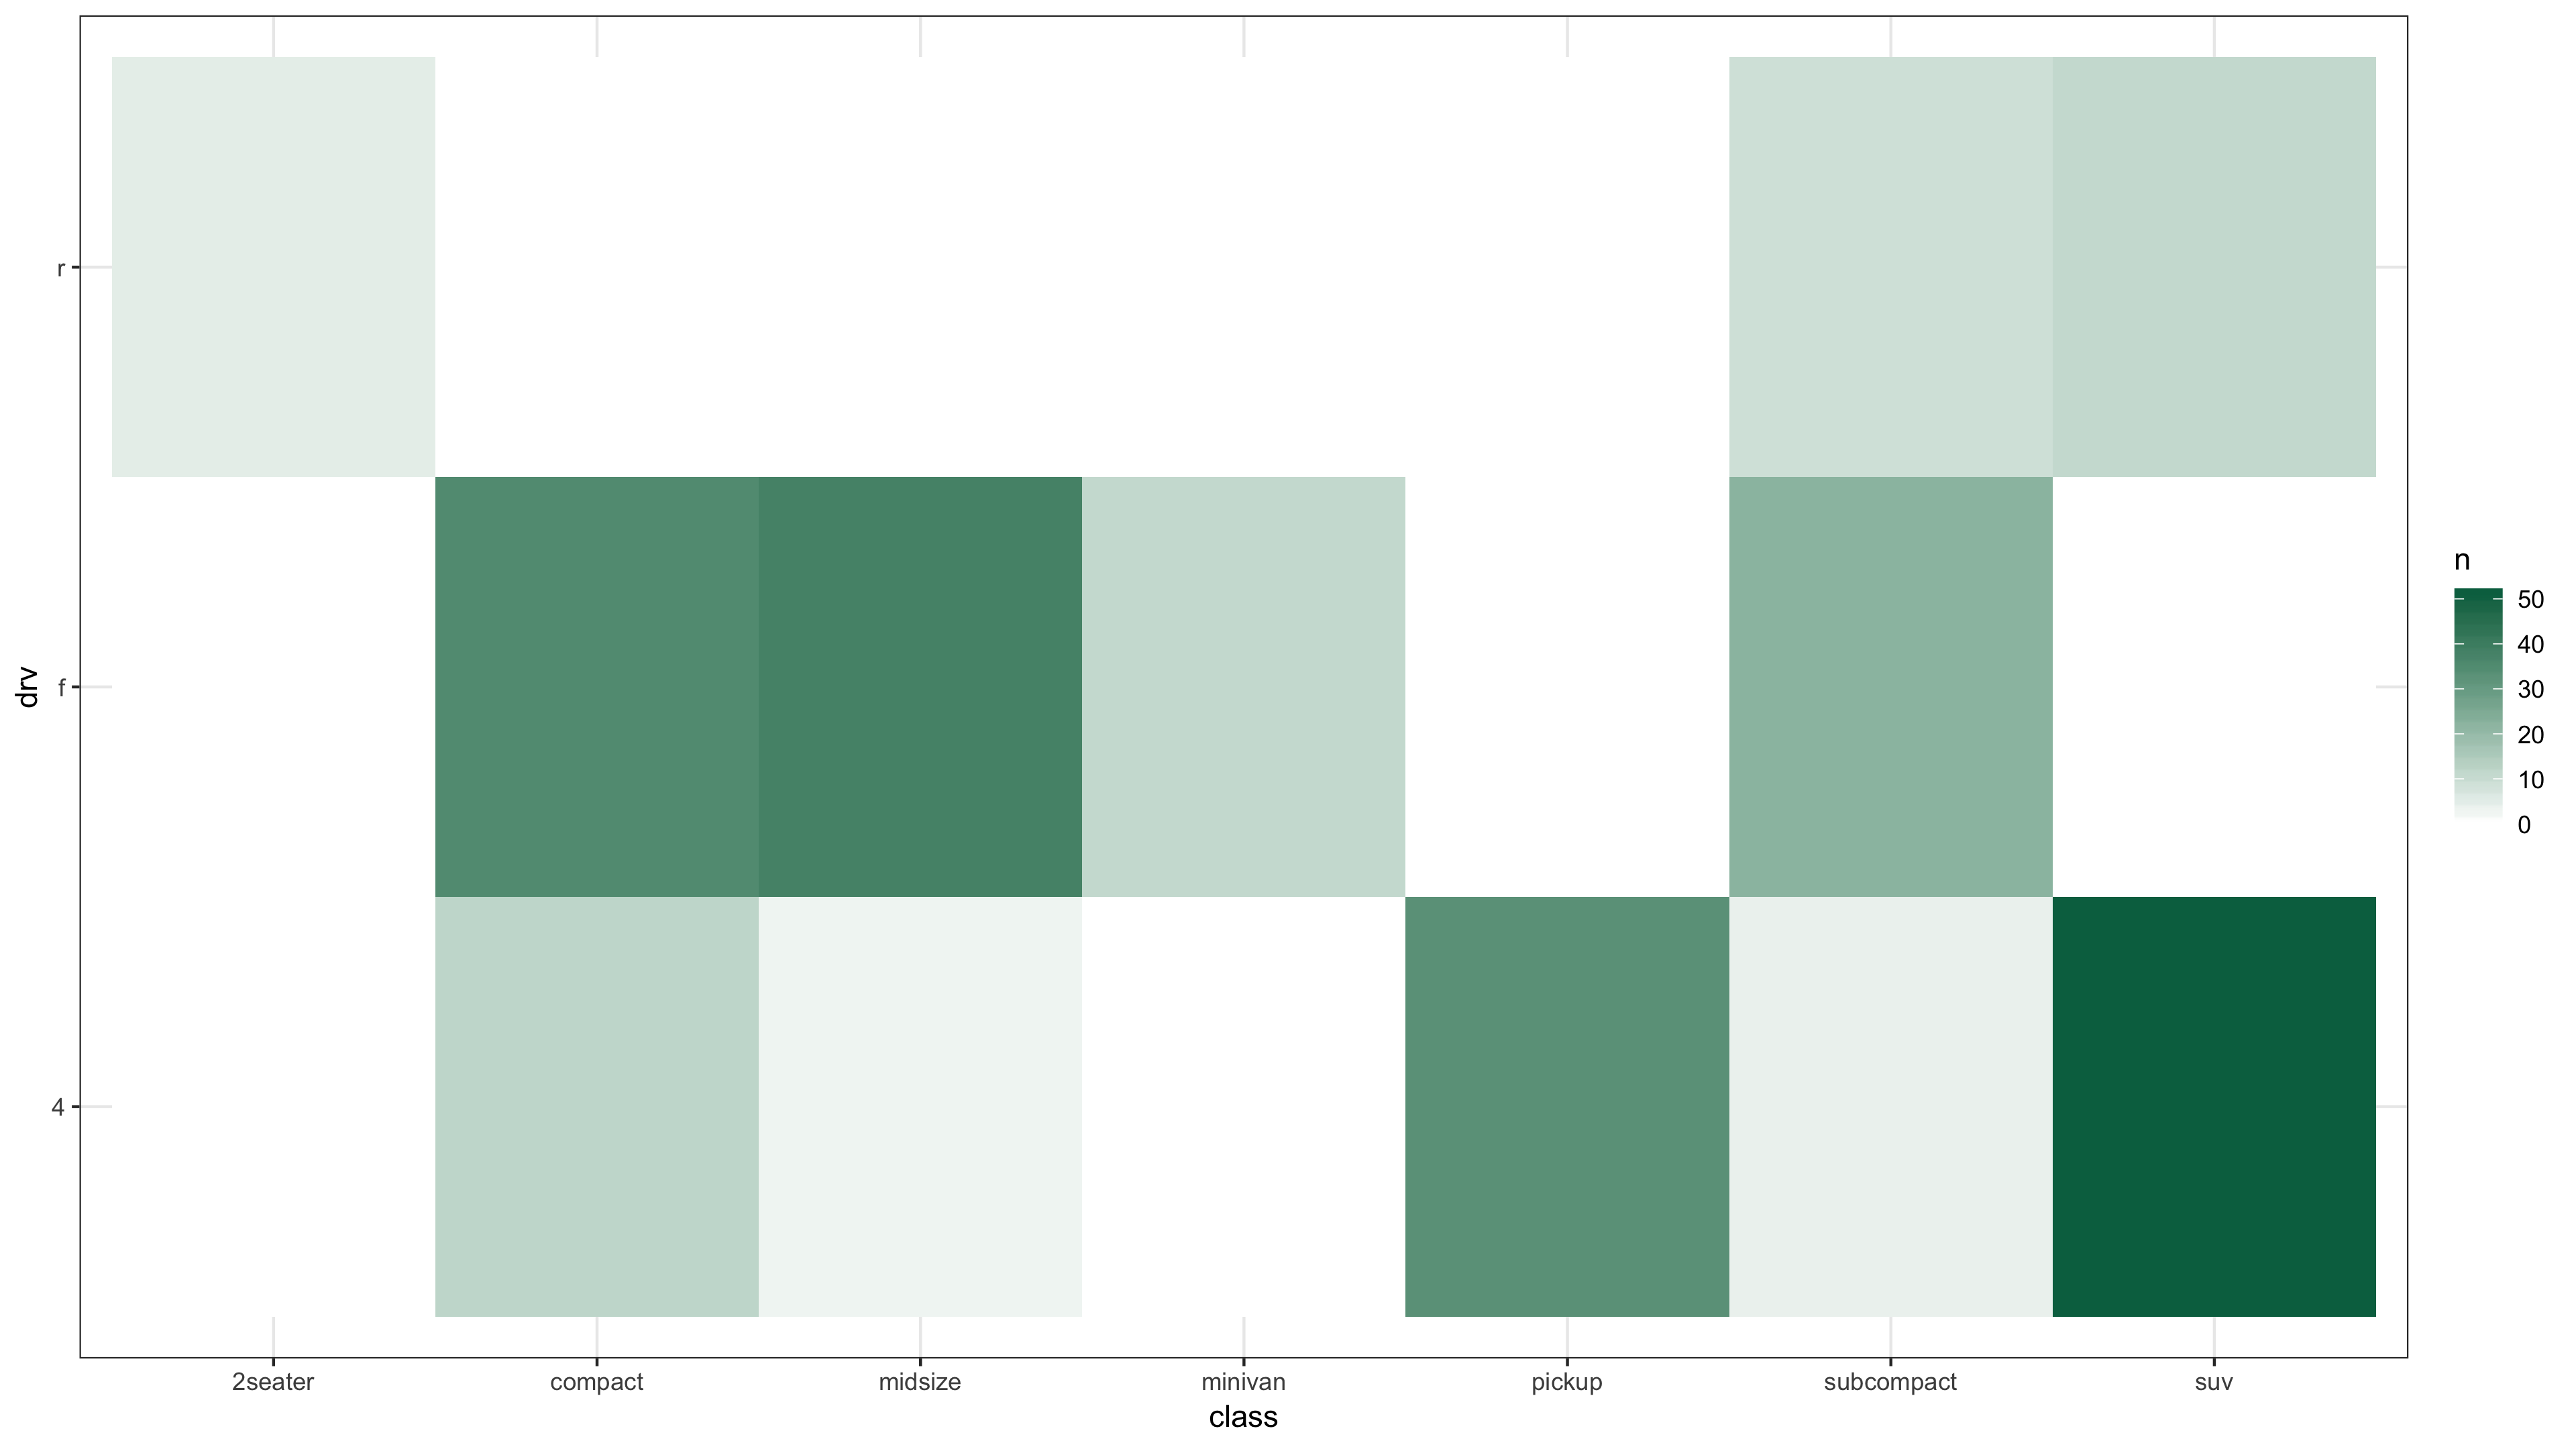 r
f
4
drv
2seater
compact
midsize
minivan
pickup
subcompact
suv
class
n
50
40
30
20
10
0